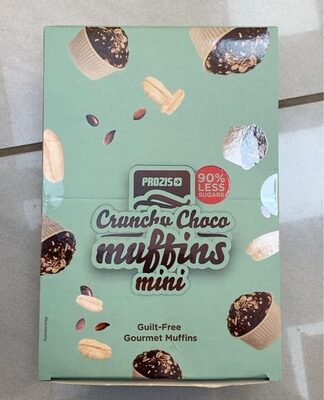 PROZIS
90%
LESS
SUGARS
Crunchy Choco
muffins
mini
Guilt-Free
Gourmet Muffins